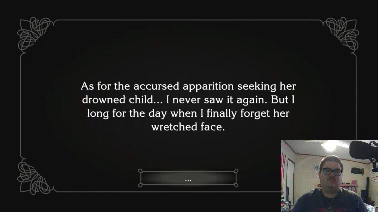 As for the accursed apparition seeking her
drowned child... I never saw it again. But I
long for the day when I finally forget her
wretched face.
...